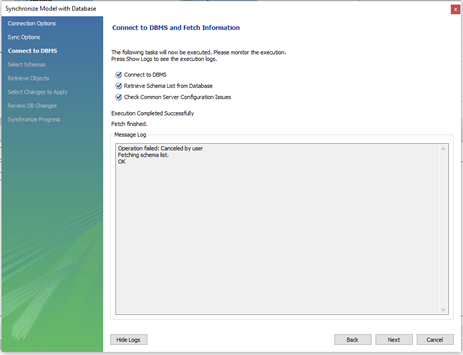 Synchronize Model with Database
Connection Options
Sync Options
Connect to DBMS
Select Schemas
Retrieve Objects
Select Changes to Apply
Review DB Changes
Synchronize Progress
Connect to DBMS and Fetch Information
The following tasks will now be executed. Please monitor the execution.
Press Show Logs to see the execution logs.
Connect to DBMS
Retrieve Schema List from Database
Check Common Server Configuration Issues
Execution Completed Successfully
Fetch finished.
Message Log
Operation failed: Canceled by user
Fetching schema list.
OK
Hide Logs
Back
Next
Cancel